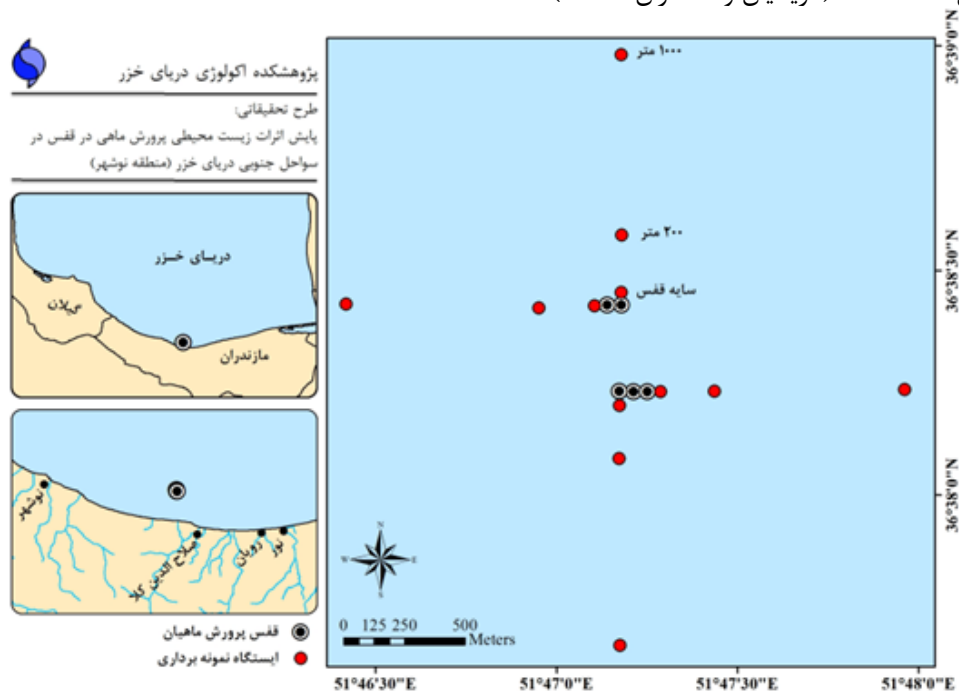 پژوهشکده اکولوژی دریای خزر
طرح تحقیقاتی:
پایش اثرات زیست محیطی پرورش ماهی در قفس در
سواحل جنوبی دریای خزر (منطقه نوشهر)
دریـای خـزر
گیلان
مازندران
نوشهر
صلاح الدین کلا
رویان
نور
قفس پرورش ماهیان
ایستگاه نمونه برداری
۱۰۰۰ متر
۲۰۰ متر
سایه قفس
N
W
E
S
0 125 250 500
Meters
36°39'0"N
36°38'30"N
36°38'0"N
51°46'30"E 51°47'0"E 51°47'30"E 51°48'0"E